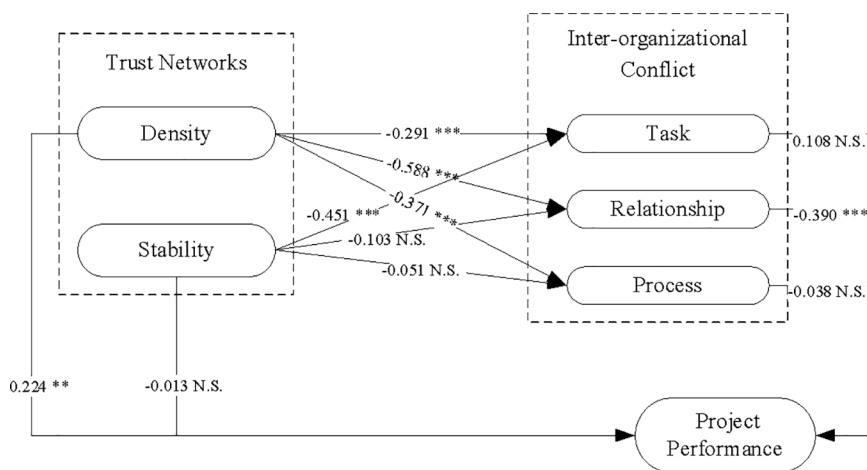 Trust Networks
Inter-organizational
Conflict
Density
-0.291 ***
Task
0.108 N.S.
-0.588 ***
-0.371 ***
-0.451 ***
Relationship
-0.390 ***
Stability
-0.103 N.S.
-0.051 N.S.
Process
-0.038 N.S.
0.224 **
-0.013 N.S.
Project
Performance